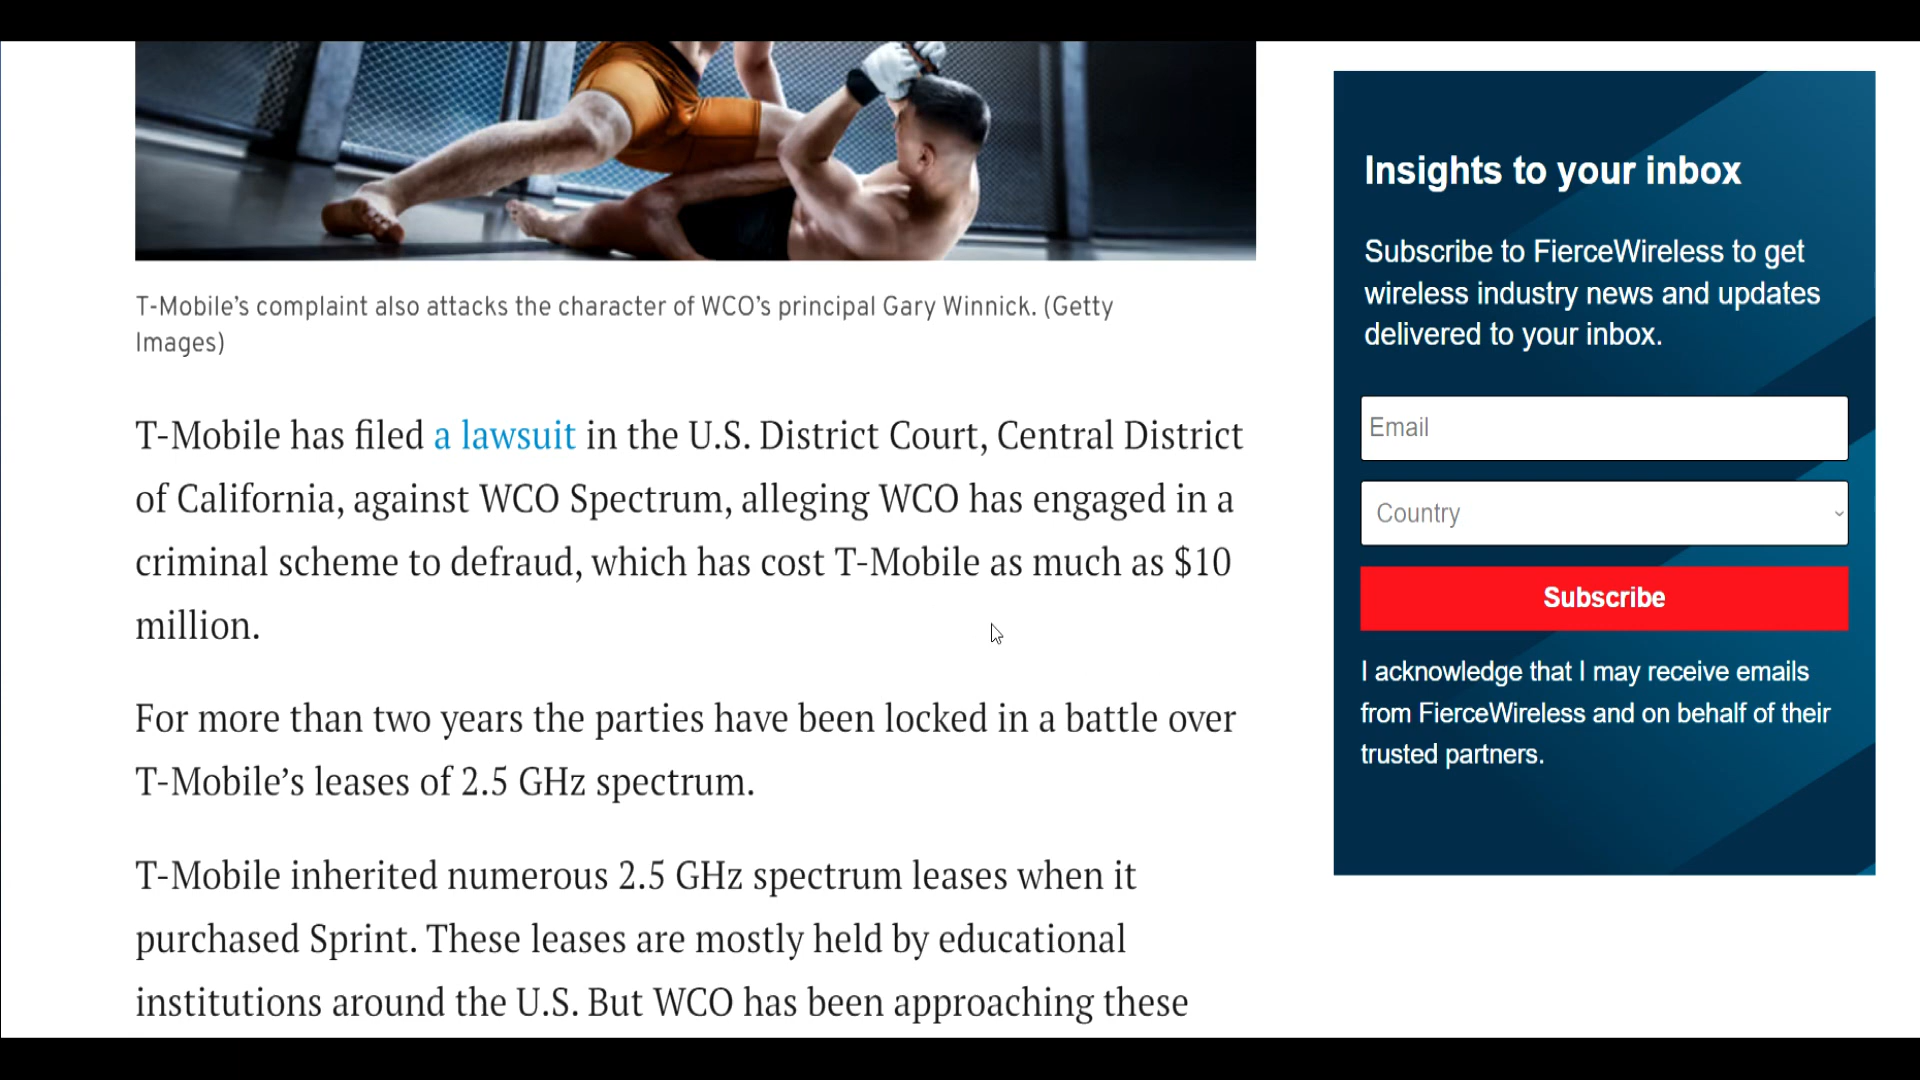 T-Mobile’s complaint also attacks the character of WCO’s principal Gary Winnick. (Getty
Images)
T-Mobile has filed a lawsuit in the U.S. District Court, Central District
of California, against WCO Spectrum, alleging WCO has engaged in a
criminal scheme to defraud, which has cost T-Mobile as much as $10
million.
For more than two years the parties have been locked in a battle over
T-Mobile’s leases of 2.5 GHz spectrum.
T-Mobile inherited numerous 2.5 GHz spectrum leases when it
purchased Sprint. These leases are mostly held by educational
institutions around the U.S. But WCO has been approaching these
Insights to your inbox
Subscribe to FierceWireless to get
wireless industry news and updates
delivered to your inbox.
Email
Country
Subscribe
I acknowledge that I may receive emails
from FierceWireless and on behalf of their
trusted partners.